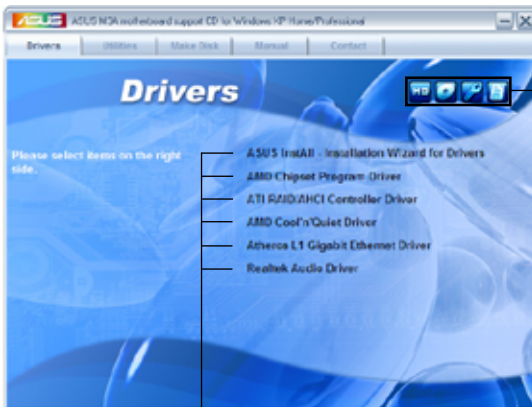 ASUS ASUS M3A motherboard support CD for Windows XP Home/Professional
Drivers Utilities Make Disk Manual Contact
Drivers
Please select items on the right side.
ASUS InstAll - Installation Wizard for Drivers
AMD Chipset Program Driver
ATI RAID/AHCI Controller Driver
AMD Cool'n'Quiet Driver
Atheros L1 Gigabit Ethernet Driver
Realtek Audio Driver